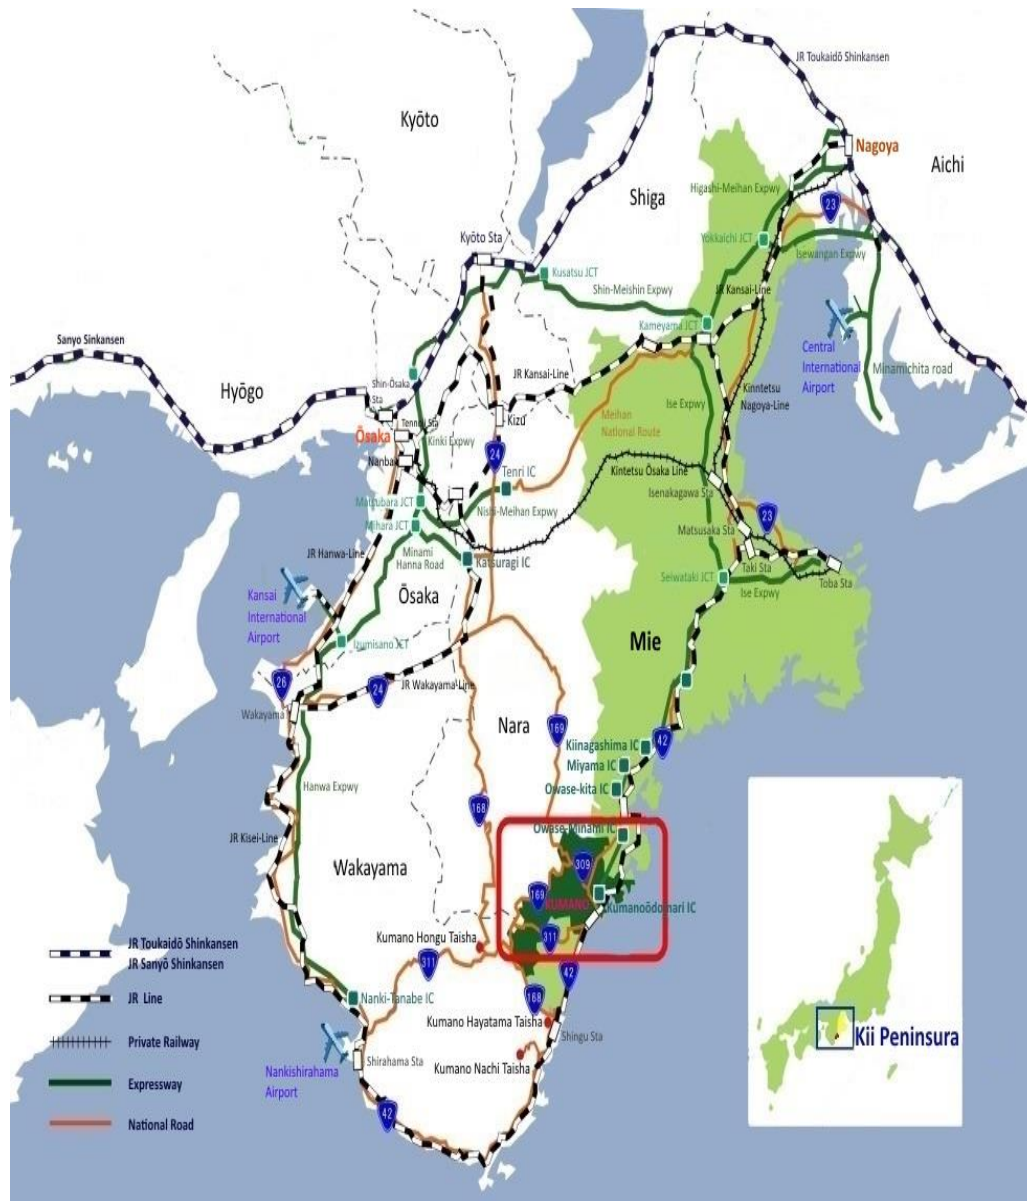 JR Toukaidō Shinkansen
Kyōto
Nagoya
Aichi
Shiga
Higashi-Meihan Expwy
23
Yokkaichi JCT
Isewangan Expwy
Kyōto Sta
Kusatsu JCT
Shin-Meishin Expwy
JR Kansai-Line
Kameyama JCT
Central
International
Airport
Minamichita road
Sanyo Sinkansen
Hyōgo
Shin-Ōsaka
Sta
JR Kansai-Line
Kinntetsu
Nagoya-Line
Ise Expwy
Meihan
National Route
Kizu
Ōsaka
Kinki Expwy
Nanba
24
Tenri IC
Kintetsu Ōsaka Line
Isenakagawa Sta
Matsubara JCT
Nishi-Meihan Expwy
23
Mihara JCT
Matsusaka Sta
JR Hanwa-Line
Minami
Hanna Road
Katsuragi IC
Taki Sta
Toba Sta
Seiwataki JCT
Ise Expwy
Kansai
International
Airport
Ōsaka
Izumisano JCT
Mie
26
24
JR Wakayama-Line
Wakayama
Nara
169
42
Kiinagashima IC
Miyama IC
Owase-kita IC
Hanwa Expwy
168
JR Kisei-Line
Owase-Minami IC
Wakayama
309
169
KUMANO
Kumanoōdomari IC
311
Kumano Hongu Taisha
311
42
Nanki-Tanabe IC
168
Kumano Hayatama Taisha
Shingu Sta
Shirahama Sta
Kumano Nachi Taisha
Nankishirahama
Airport
42
JR Toukaidō Shinkansen
JR Sanyō Shinkansen
JR Line
Private Railway
Expressway
National Road
Kii Peninsura